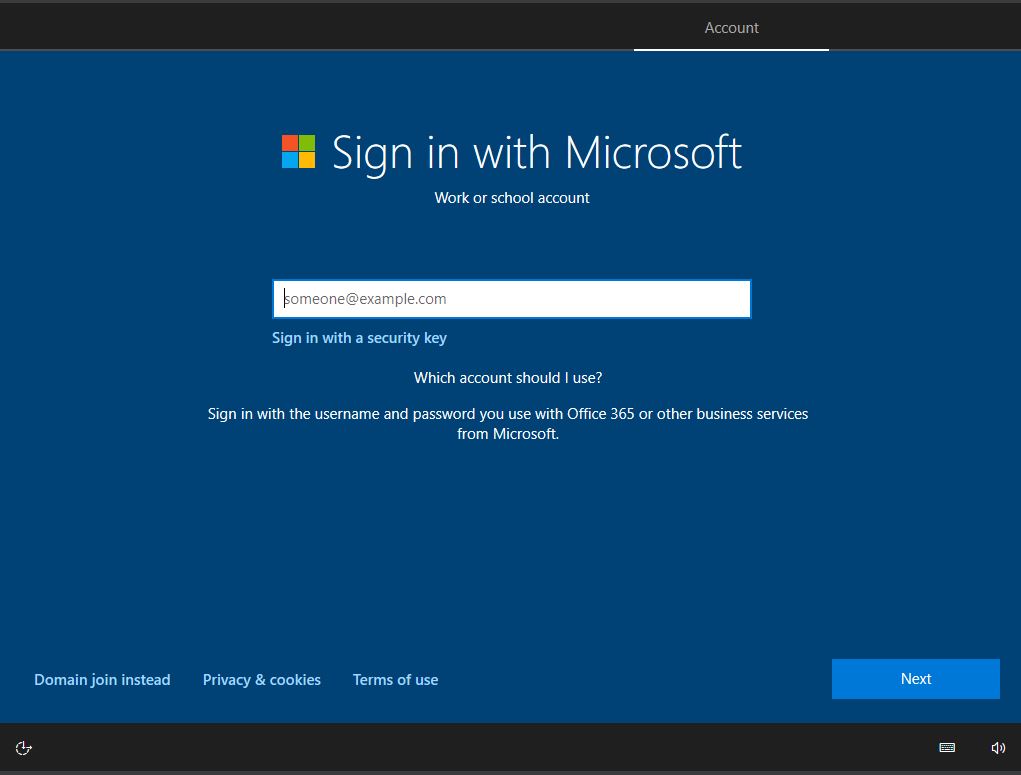 Account
Sign in with Microsoft
Work or school account
someone@example.com
Sign in with a security key
Which account should I use?
Sign in with the username and password you use with Office 365 or other business services
from Microsoft.
Domain join instead
Privacy & cookies
Terms of use
Next